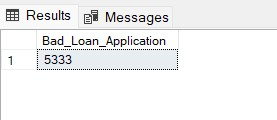 Results Messages
Bad_Loan_Application
1 5333